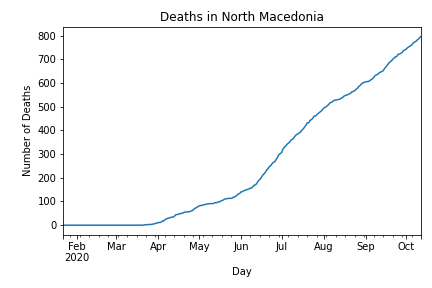 Deaths in North Macedonia
Number of Deaths
800
700
600
500
400
300
200
100
0
Feb Mar Apr May Jun Jul Aug Sep Oct
2020
Day